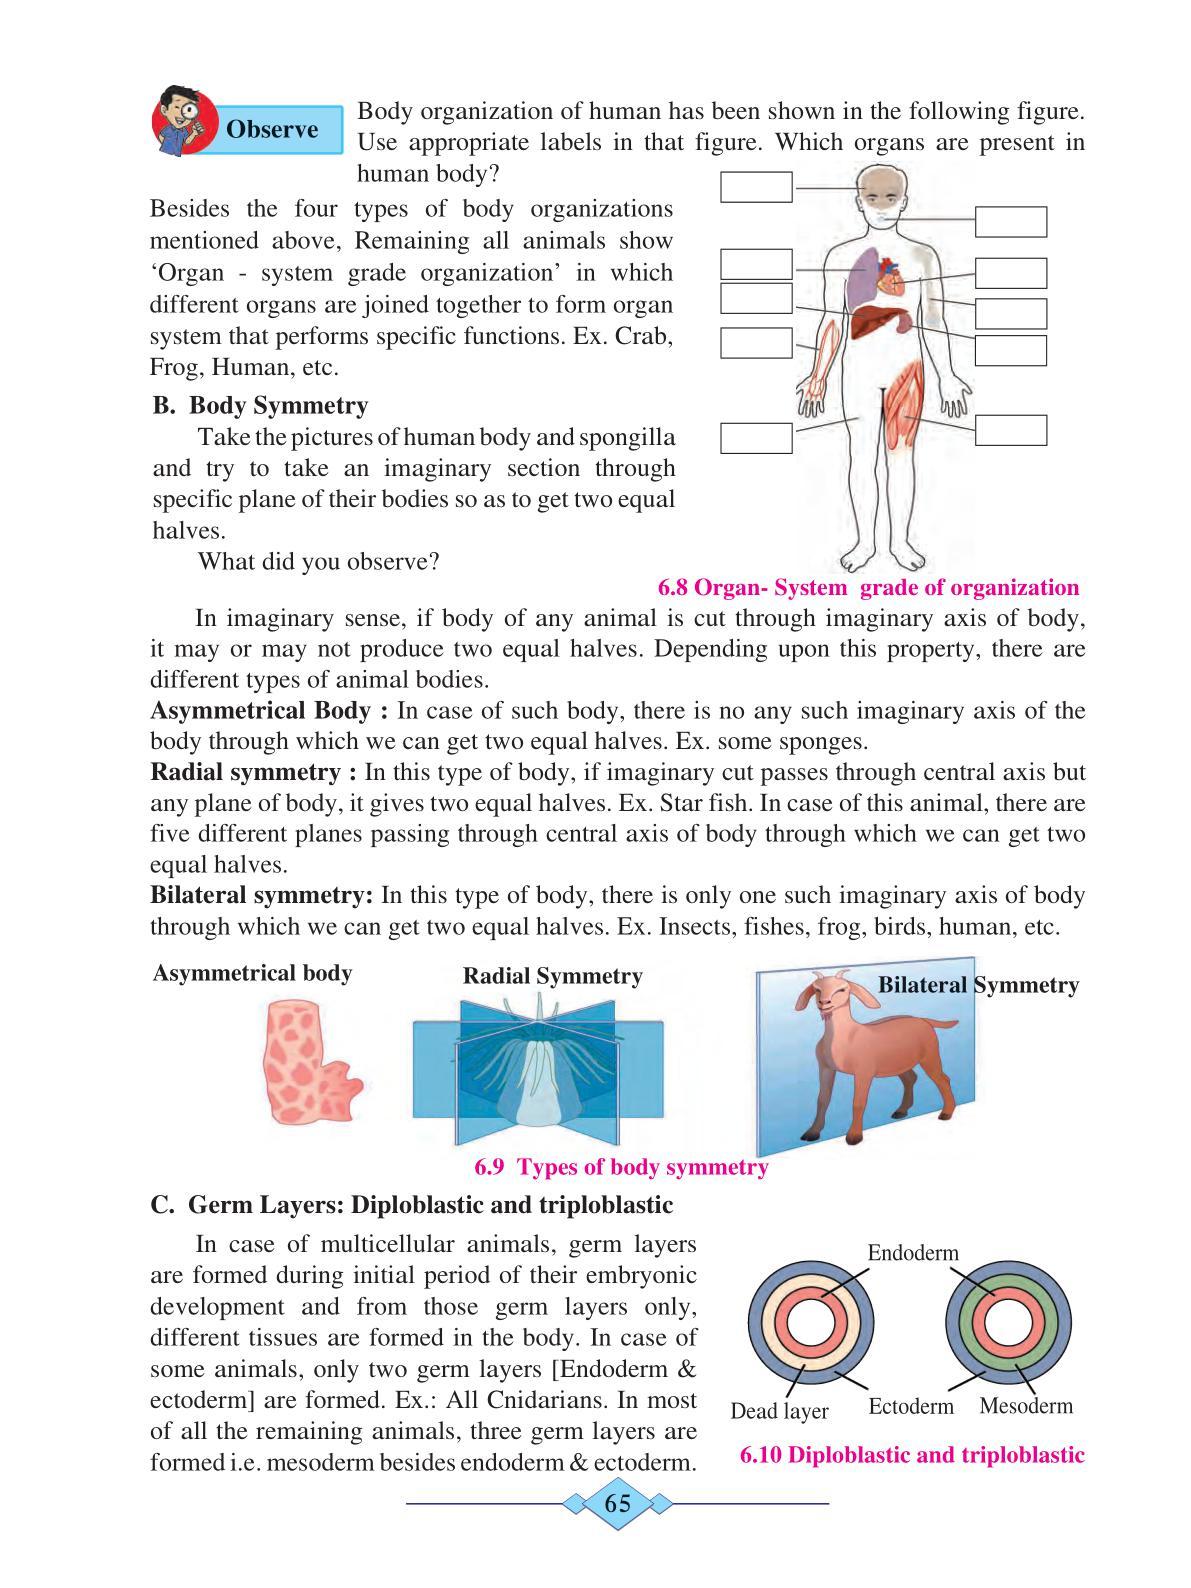 Observe
Body organization of human has been shown in the following figure.
Use appropriate labels in that figure. Which organs are present in
human body?
Besides the four types of body organizations
mentioned above, Remaining all animals show
‘Organ - system grade organization’ in which
different organs are joined together to form organ
system that performs specific functions. Ex. Crab,
Frog, Human, etc.
B. Body Symmetry
Take the pictures of human body and spongilla
and try to take an imaginary section through
specific plane of their bodies so as to get two equal
halves.
What did you observe?
6.8 Organ- System grade of organization
In imaginary sense, if body of any animal is cut through imaginary axis of body,
it may or may not produce two equal halves. Depending upon this property, there are
different types of animal bodies.
Asymmetrical Body : In case of such body, there is no any such imaginary axis of the
body through which we can get two equal halves. Ex. some sponges.
Radial symmetry : In this type of body, if imaginary cut passes through central axis but
any plane of body, it gives two equal halves. Ex. Star fish. In case of this animal, there are
five different planes passing through central axis of body through which we can get two
equal halves.
Bilateral symmetry: In this type of body, there is only one such imaginary axis of body
through which we can get two equal halves. Ex. Insects, fishes, frog, birds, human, etc.
Asymmetrical body
Radial Symmetry
Bilateral Symmetry
6.9 Types of body symmetry
C. Germ Layers: Diploblastic and triploblastic
In case of multicellular animals, germ layers
are formed during initial period of their embryonic
development and from those germ layers only,
different tissues are formed in the body. In case of
some animals, only two germ layers [Endoderm &
ectoderm] are formed. Ex.: All Cnidarians. In most
of all the remaining animals, three germ layers are
formed i.e. mesoderm besides endoderm & ectoderm.
Endoderm
Dead layer
Ectoderm
Mesoderm
6.10 Diploblastic and triploblastic
65